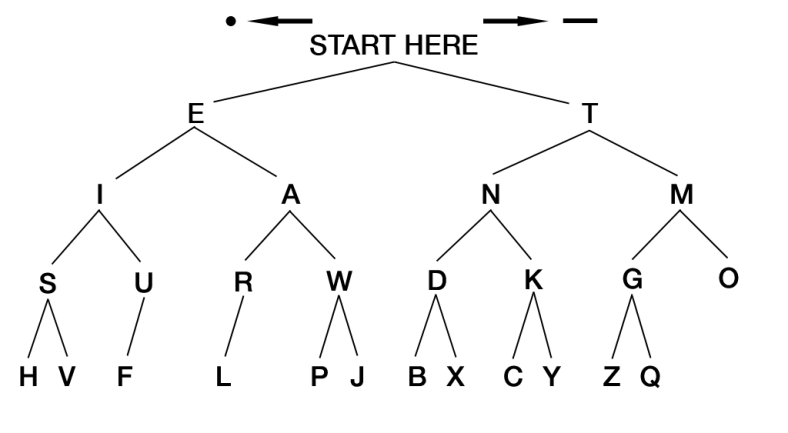 START HERE
E T
I A N M
S U R W D K G O
H V F L P J B X C Y Z Q